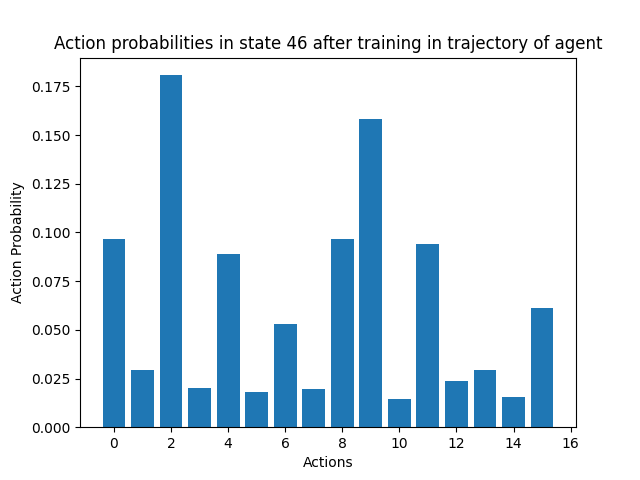 Action probabilities in state 46 after training in trajectory of agent
0.175
0.150
0.125
0.100
0.075
0.050
0.025
0.000
Action Probability
0 2 4 6 8 10 12 14 16
Actions